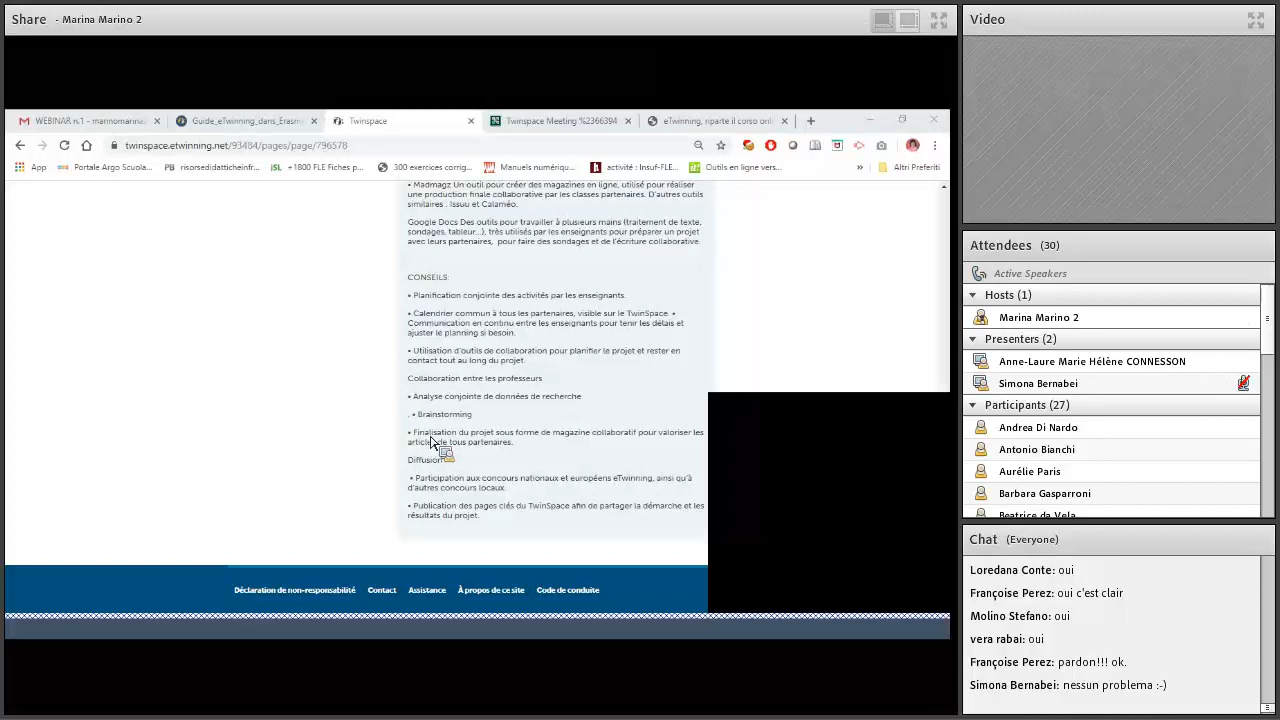 Share - Marina Marino 2
WEBINAR n.1 - marinomarina.
Guide_eTwinning_dans_Erasm
Twinspace
Twinspace Meeting %2366394
eTwinning, riparte il corso onli
twinspace.etwinning.net/93484/pages/page/796578
App
Portale Argo Scuola...
risorsedidatticheinfr...
+1800 FLE Fiches p...
300 exercices corrig...
Manuels numériqu...
activité : Insuf-FLE...
Outils en ligne vers...
»
Altri Preferiti
• Madmagz Un outil pour créer des magazines en ligne, utilisé pour réaliser
une production finale collaborative par les classes partenaires. D'autres outils
similaires . Issuu et Calaméo.
Google Docs Des outils pour travailler à plusieurs mains (traitement de texte,
sondages, tableur...), très utilisés par les enseignants pour préparer un projet
avec leurs partenaires, pour faire des sondages et de l'écriture collaborative.
CONSEILS:
• Planification conjointe des activités par les enseignants.
• Calendrier commun à tous les partenaires, visible sur le TwinSpace. •
Communication en continu entre les enseignants pour tenir les délais et
ajuster le planning si besoin.
• Utilisation d'outils de collaboration pour planifier le projet et rester en
contact tout au long du projet.
Collaboration entre les professeurs
• Analyse conjointe de données de recherche
. • Brainstorming
• Finalisation du projet sous forme de magazine collaboratif pour valoriser les
article de tous partenaires.
Diffusion
• Participation aux concours nationaux et européens eTwinning, ainsi qu'à
d'autres concours locaux.
• Publication des pages clés du TwinSpace afin de partager la démarche et les
résultats du projet.
Déclaration de non-responsabilité Contact Assistance À propos de ce site Code de conduite
Video
Attendees (30)
Active Speakers
Hosts (1)
Marina Marino 2
Presenters (2)
Anne-Laure Marie Hélène CONNESSON
Simona Bernabei
Participants (27)
Andrea Di Nardo
Antonio Bianchi
Aurélie Paris
Barbara Gasparroni
Beatrice da Vela
Chat (Everyone)
Loredana Conte: oui
Françoise Perez: oui c'est clair
Molino Stefano: oui
vera rabai: oui
Françoise Perez: pardon!!! ok.
Simona Bernabei: nessun problema :-)